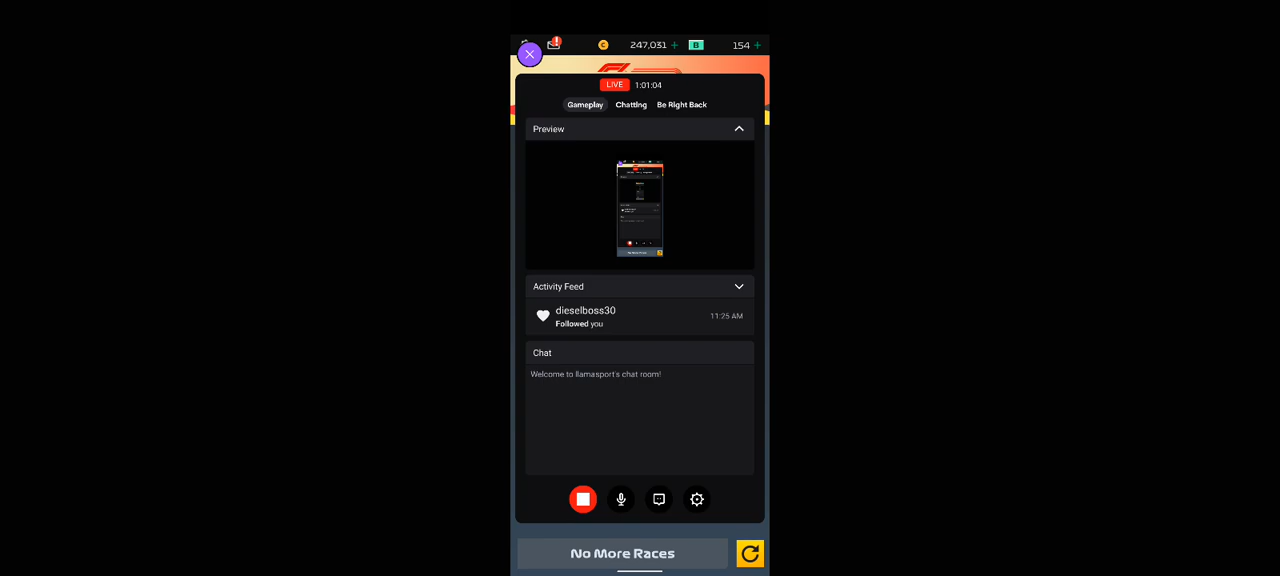 247,031 + B 154 +
LIVE 1:01:04
Gameplay Chatting Be Right Back
Preview
Activity Feed
dieselboss30
Followed you
11:25 AM
Chat
Welcome to llamasport's chat room!
No More Races